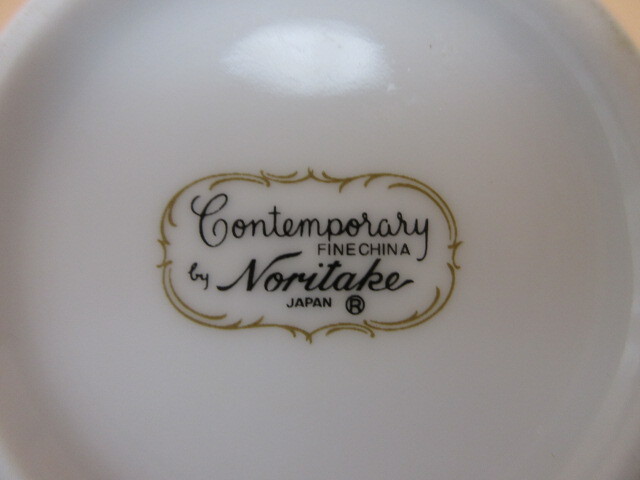 Contemporary
FINE CHINA
by Noritake
JAPAN ®